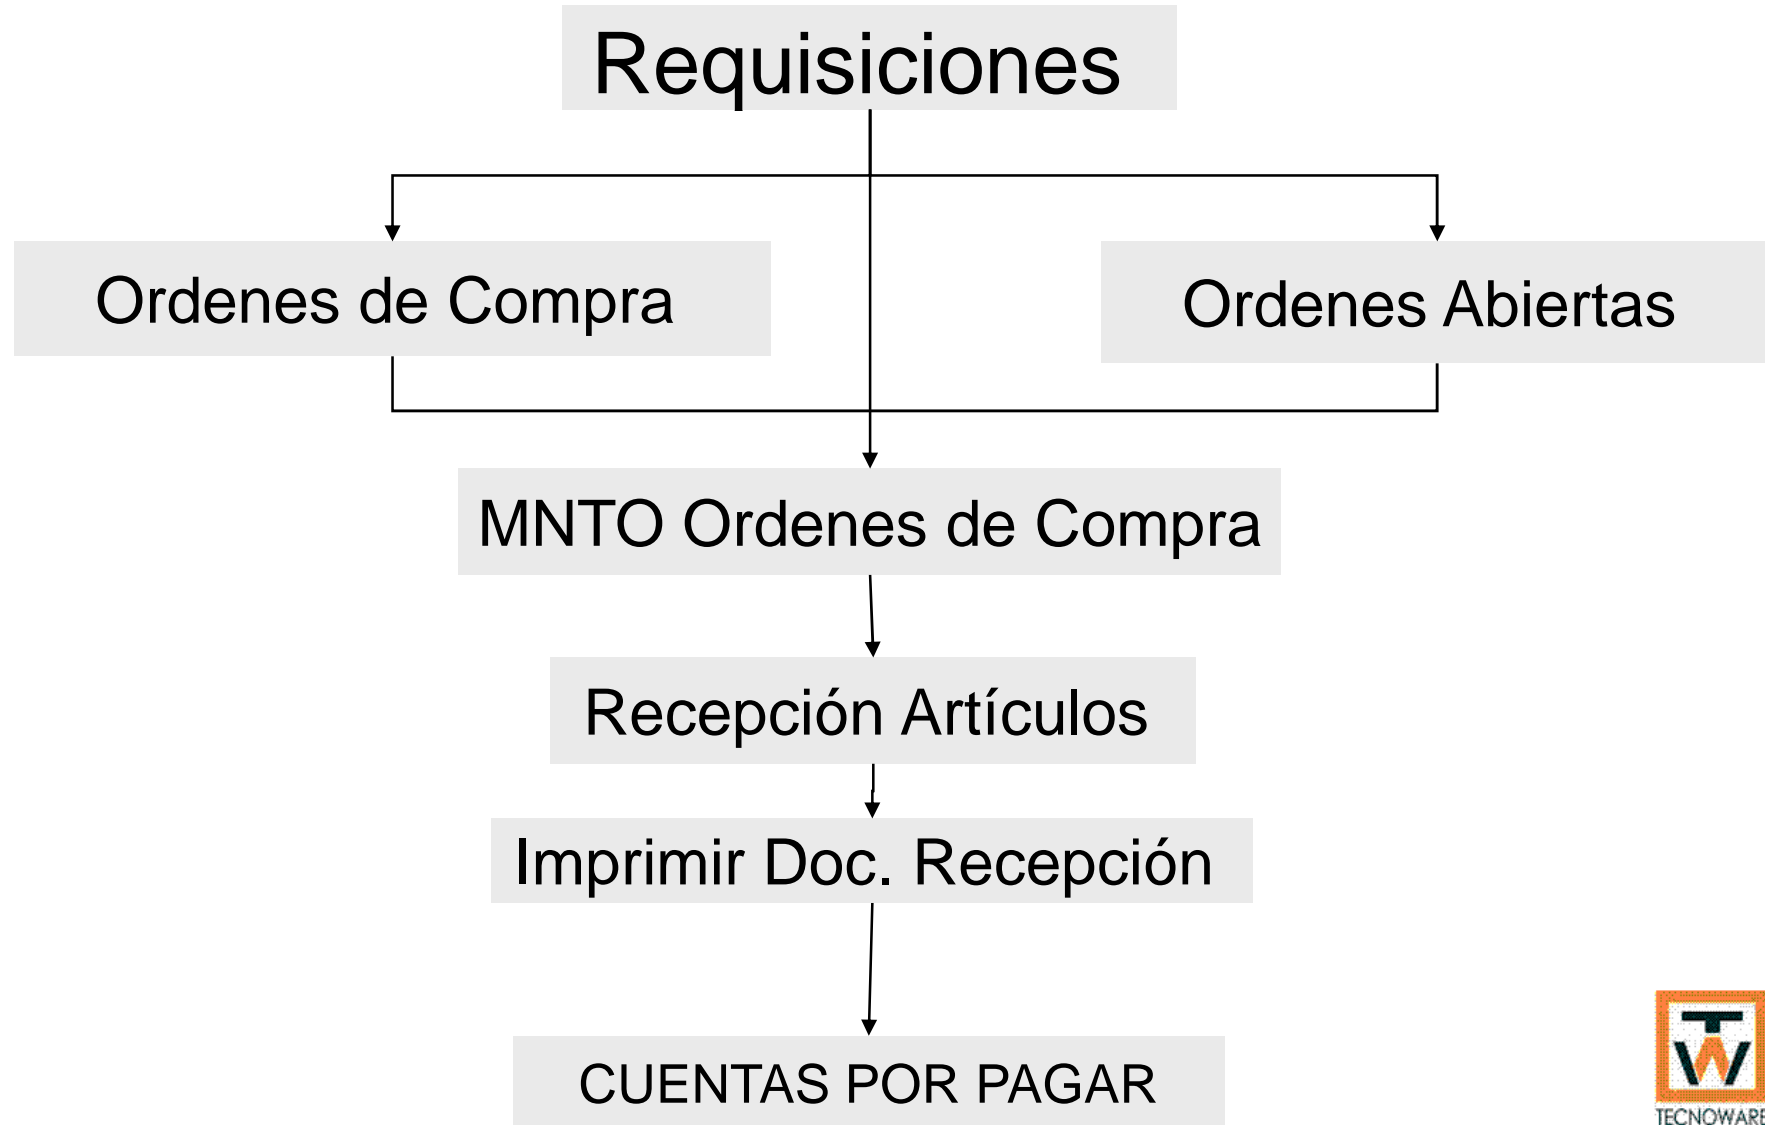 Requisiciones
Ordenes de Compra
Ordenes Abiertas
MNTO Ordenes de Compra
Recepción Artículos
Imprimir Doc. Recepción
CUENTAS POR PAGAR
TW
TECNOWARE